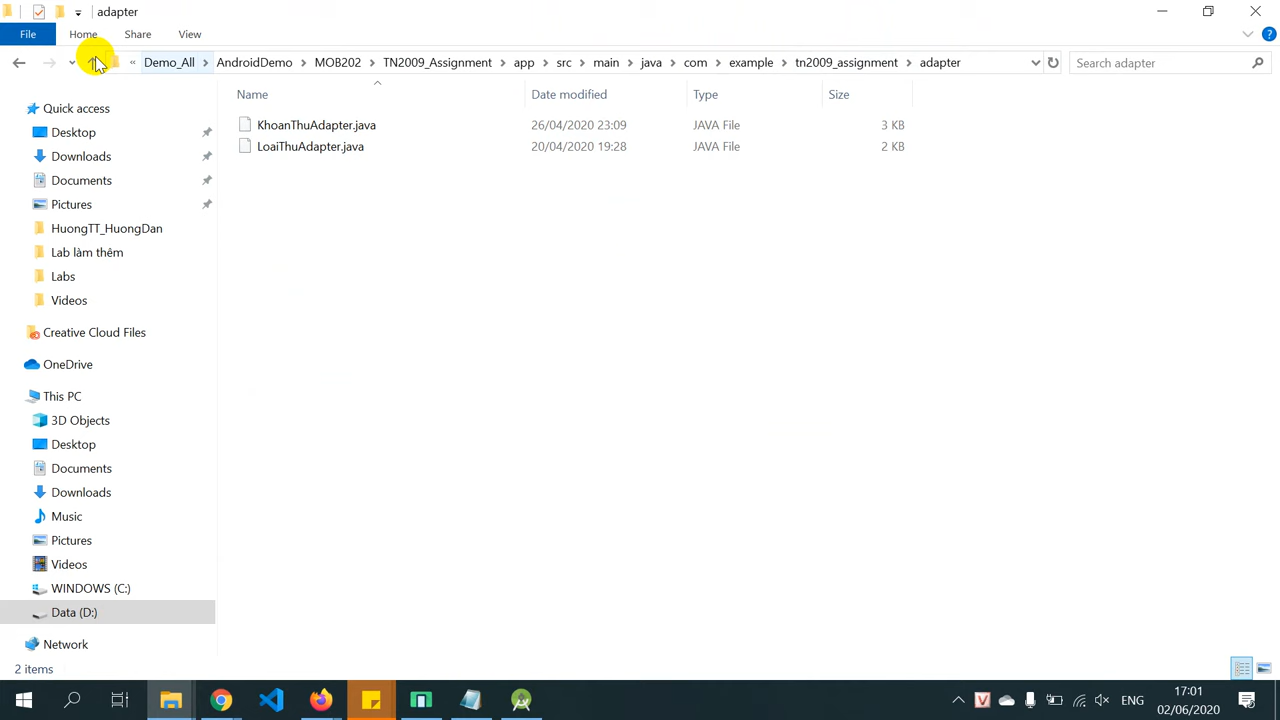 adapter
File Home Share View
« Demo_All > AndroidDemo > MOB202 > TN2009_Assignment > app > src > main > java > com > example > tn2009_assignment > adapter
Search adapter
Name Date modified Type Size
KhoanThuAdapter.java 26/04/2020 23:09 JAVA File 3 KB
LoaiThuAdapter.java 20/04/2020 19:28 JAVA File 2 KB
Quick access
Desktop
Downloads
Documents
Pictures
HuongTT_HuongDan
Lab làm thêm
Labs
Videos
Creative Cloud Files
OneDrive
This PC
3D Objects
Desktop
Documents
Downloads
Music
Pictures
Videos
WINDOWS (C:)
Data (D:)
Network
2 items
ENG
17:01
02/06/2020